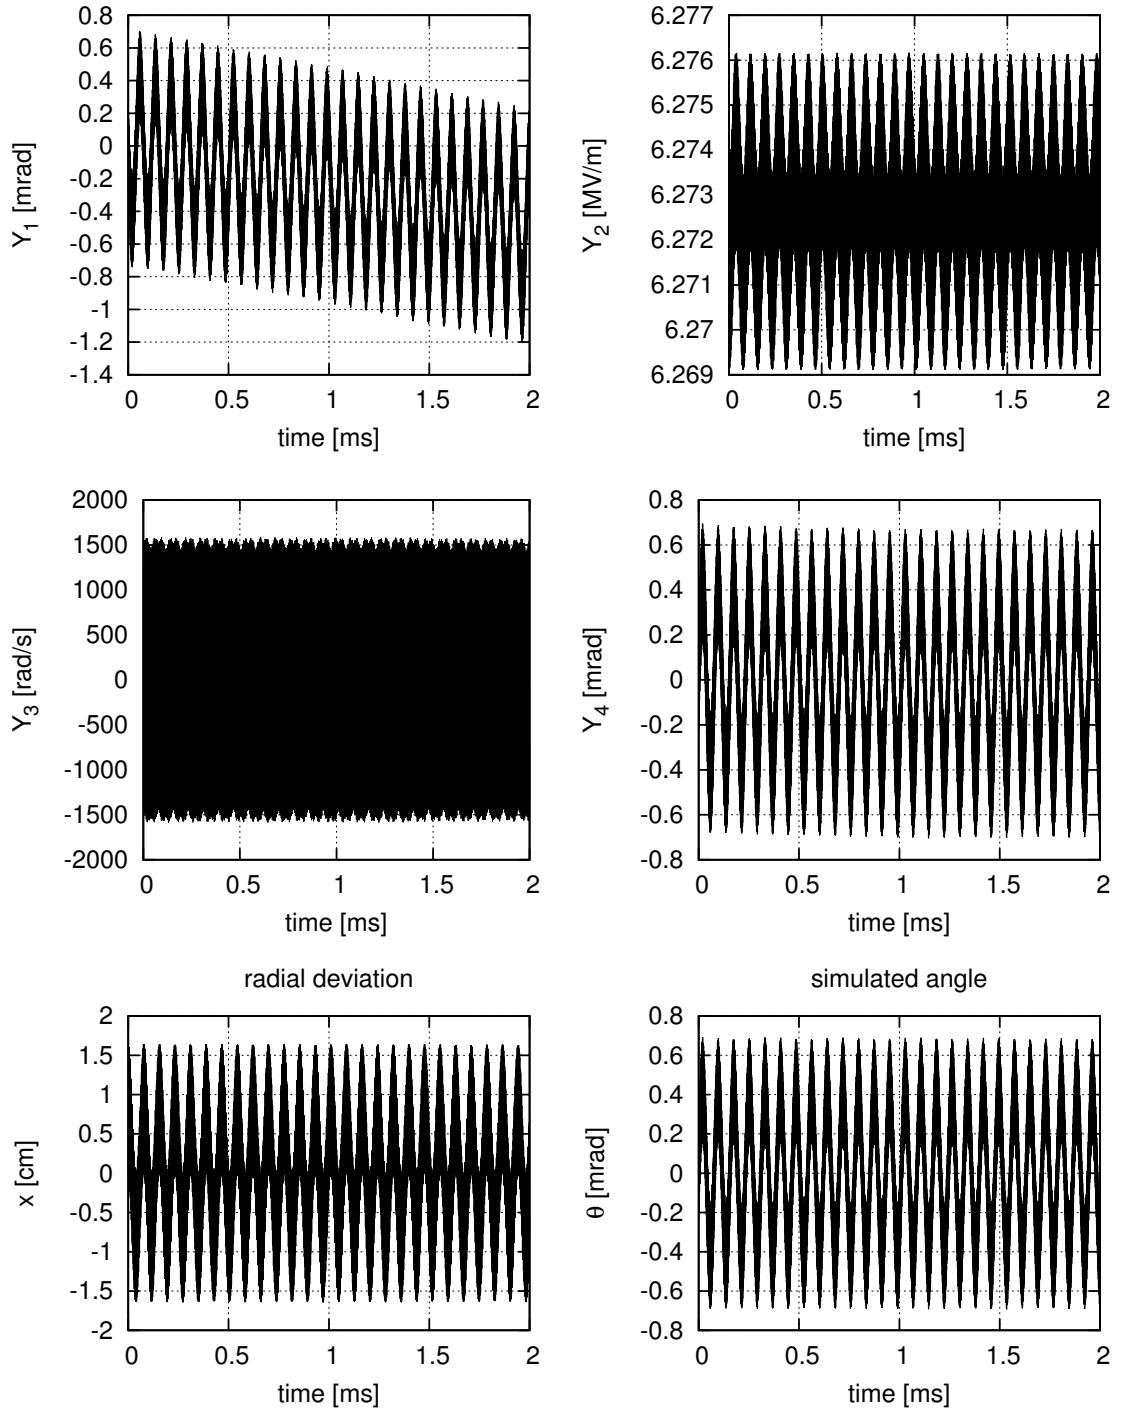 0.8
0.6
0.4
0.2
0
-0.2
-0.4
-0.6
-0.8
-1
-1.2
-1.4
Y1 [mrad]
0 0.5 1 1.5 2
time [ms]
6.277
6.276
6.275
6.274
6.273
6.272
6.271
6.27
6.269
Y2 [MV/m]
0 0.5 1 1.5 2
time [ms]
2000
1500
1000
500
0
-500
-1000
-1500
-2000
Y3 [rad/s]
0 0.5 1 1.5 2
time [ms]
0.8
0.6
0.4
0.2
0
-0.2
-0.4
-0.6
-0.8
Y4 [mrad]
0 0.5 1 1.5 2
time [ms]
radial deviation
2
1.5
1
0.5
0
-0.5
-1
-1.5
-2
x [cm]
0 0.5 1 1.5 2
time [ms]
simulated angle
0.8
0.6
0.4
0.2
0
-0.2
-0.4
-0.6
-0.8
θ [mrad]
0 0.5 1 1.5 2
time [ms]